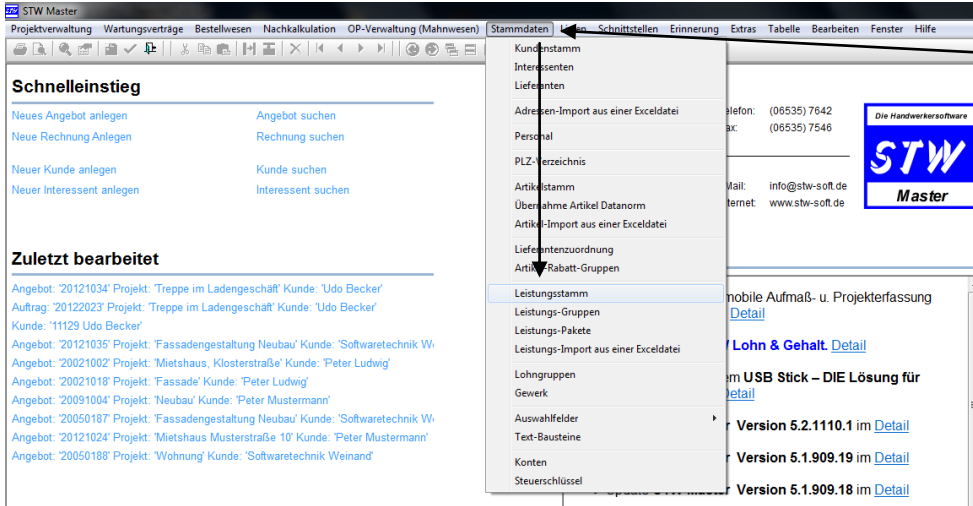 STW Master
Projektverwaltung Wartungsverträge Bestellwesen Nachkalkulation OP-Verwaltung (Mahnwesen) Stammdaten Schnittstellen Erinnerung Extras Tabelle Bearbeiten Fenster Hilfe
Schnelleinstieg
Neues Angebot anlegen Angebot suchen
Neue Rechnung Anlegen Rechnung suchen
Neuer Kunde anlegen Kunde suchen
Neuer Interessent anlegen Interessent suchen
Zuletzt bearbeitet
Angebot: '20121034' Projekt: 'Treppe im Ladengeschäft' Kunde: 'Udo Becker'
Auftrag: '20122023' Projekt: 'Treppe im Ladengeschäft' Kunde: 'Udo Becker'
Kunde: '11129 Udo Becker'
Angebot: '20121035' Projekt: 'Fassadengestaltung Neubau' Kunde: 'Softwaretechnik W
Angebot: '20021002' Projekt: 'Mietshaus, Klosterstraße' Kunde: 'Peter Ludwig'
Angebot: '20021018' Projekt: 'Fassade' Kunde: 'Peter Ludwig'
Angebot: '20091004' Projekt: 'Neubau' Kunde: 'Peter Mustermann'
Angebot: '20050187' Projekt: 'Fassadengestaltung Neubau' Kunde: 'Softwaretechnik W
Angebot: '20121024' Projekt: 'Mietshaus Musterstraße 10' Kunde: 'Peter Mustermann'
Angebot: '20050188' Projekt: 'Wohnung' Kunde: 'Softwaretechnik Weinand'
Kundenstamm
Interessenten
Lieferanten
Adressen-Import aus einer Exceldatei
Personal
PLZ-Verzeichnis
Artikelstamm
Übernahme Artikel Datanorm
Artikel-Import aus einer Exceldatei
Lieferantenzuordnung
Artikel-Rabatt-Gruppen
Leistungsstamm
Leistungs-Gruppen
Leistungs-Pakete
Leistungs-Import aus einer Exceldatei
Lohngruppen
Gewerk
Auswahlfelder
Text-Bausteine
Konten
Steuerschlüssel
elefon: (06535) 7642
ax: (06535) 7546
Mail: info@stw-soft.de
ternet: www.stw-soft.de
Die Handwerkersoftware
STW
Master
mobile Aufmaß- u. Projekterfassung
Detail
Lohn & Gehalt. Detail
em USB Stick – DIE Lösung für
Detail
r Version 5.2.1110.1 im Detail
r Version 5.1.909.19 im Detail
r Version 5.1.909.18 im Detail